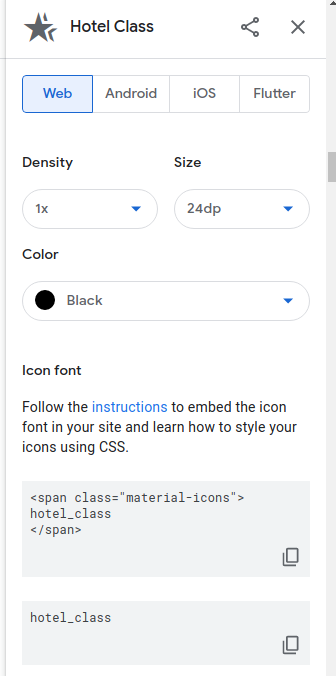 Hotel Class
Web Android iOS Flutter
Density Size
1x 24dp
Color
Black
Icon font
Follow the instructions to embed the icon
font in your site and learn how to style your
icons using CSS.
<span class="material-icons">
hotel_class
</span>
hotel_class